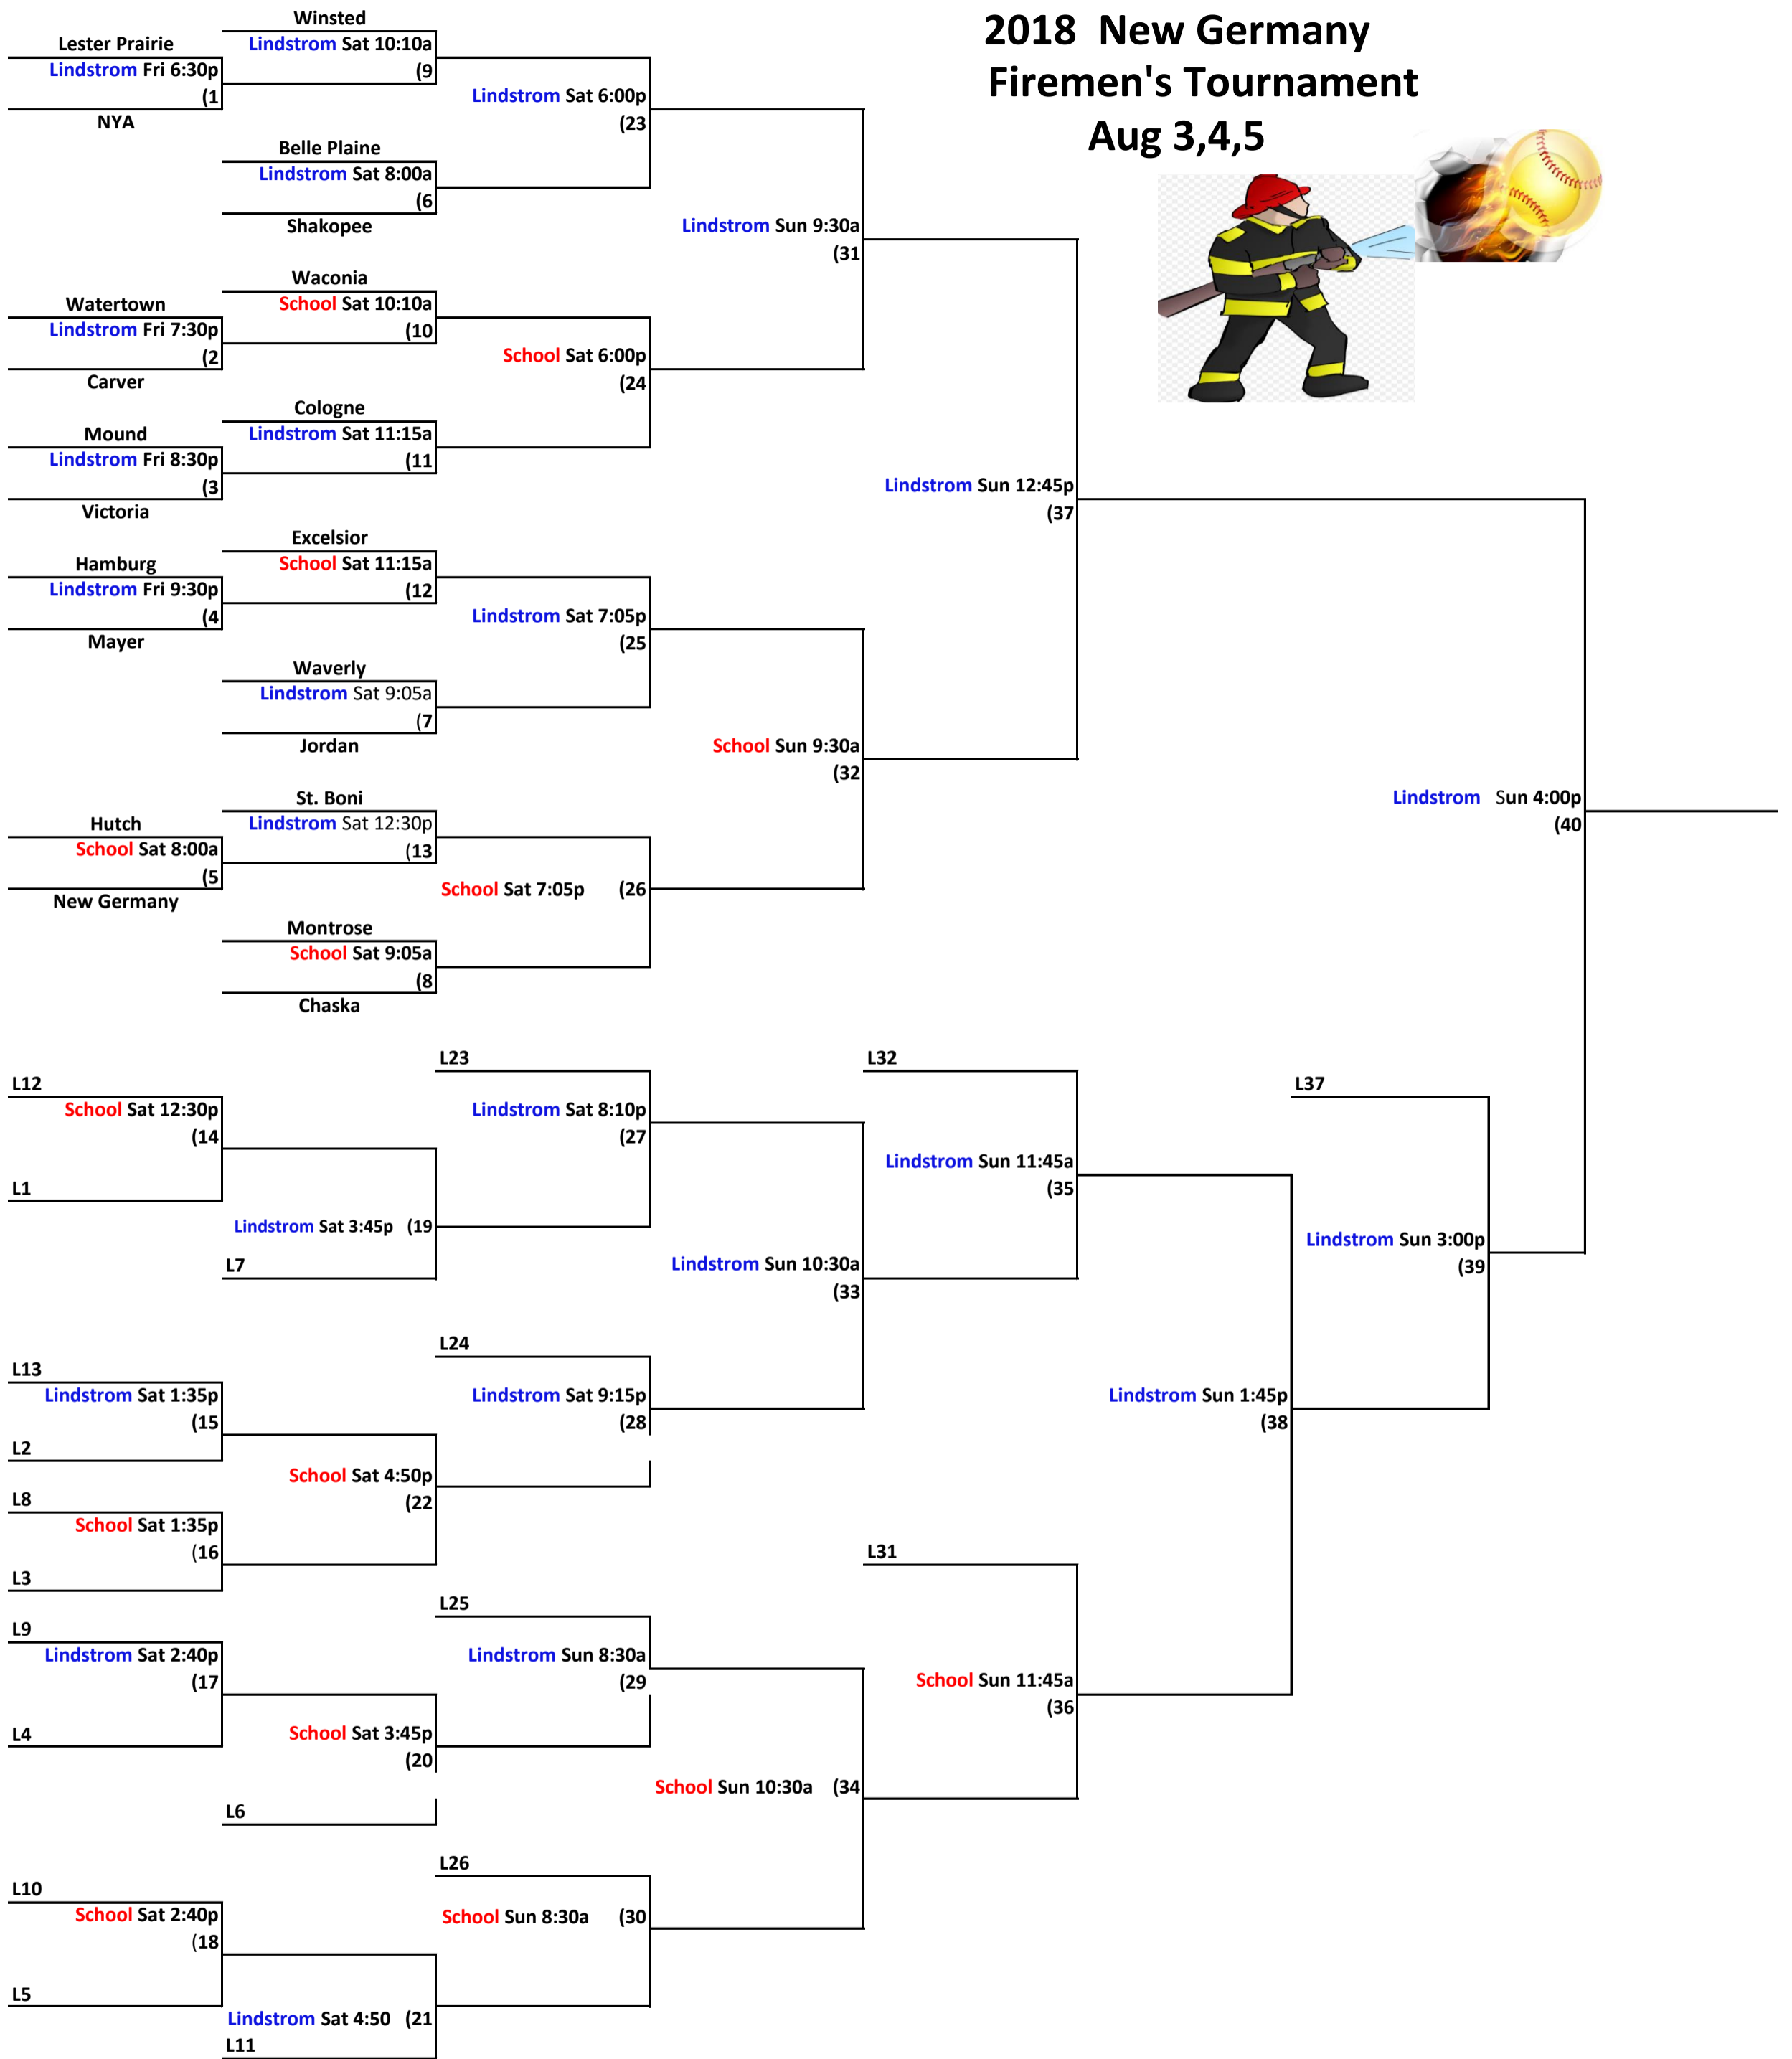 2018 New Germany
Firemen's Tournament
Aug 3,4,5
Winsted
Lester Prairie
Lindstrom Sat 10:10a
Lindstrom Fri 6:30p
(9
(1
Lindstrom Sat 6:00p
NYA
(23
Belle Plaine
Lindstrom Sat 8:00a
(6
Shakopee
Lindstrom Sun 9:30a
(31
Waconia
Watertown
School Sat 10:10a
Lindstrom Fri 7:30p
(10
(2
School Sat 6:00p
Carver
(24
Cologne
Mound
Lindstrom Sat 11:15a
Lindstrom Fri 8:30p
(11
(3
Lindstrom Sun 12:45p
Victoria
(37
Excelsior
Hamburg
School Sat 11:15a
Lindstrom Fri 9:30p
(12
(4
Lindstrom Sat 7:05p
Mayer
(25
Waverly
Lindstrom Sat 9:05a
(7
Jordan
School Sun 9:30a
(32
St. Boni
Lindstrom Sun 4:00p
Hutch
Lindstrom Sat 12:30p
(40
School Sat 8:00a
(13
(5
School Sat 7:05p (26
New Germany
Montrose
School Sat 9:05a
(8
Chaska
L23
L32
L12
L37
School Sat 12:30p
Lindstrom Sat 8:10p
(14
(27
Lindstrom Sun 11:45a
L1
(35
Lindstrom Sat 3:45p (19
Lindstrom Sun 3:00p
L7
Lindstrom Sun 10:30a
(39
(33
L24
L13
Lindstrom Sat 1:35p
Lindstrom Sat 9:15p
Lindstrom Sun 1:45p
(15
(28
(38
L2
School Sat 4:50p
L8
(22
School Sat 1:35p
(16
L31
L3
L25
L9
Lindstrom Sat 2:40p
Lindstrom Sun 8:30a
(17
(29
School Sun 11:45a
(36
L4
School Sat 3:45p
(20
School Sun 10:30a (34
L6
L26
L10
School Sat 2:40p
School Sun 8:30a (30
(18
L5
Lindstrom Sat 4:50 (21
L11